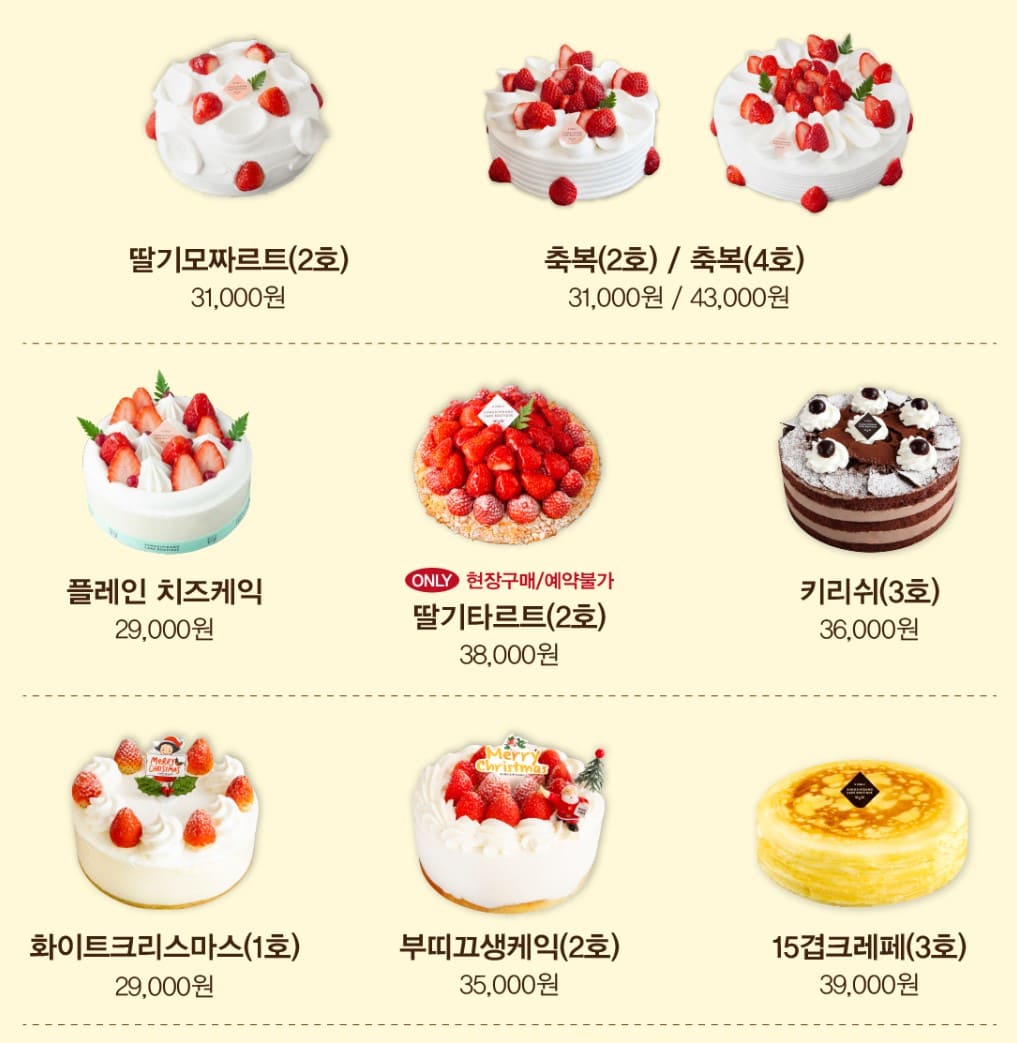 딸기모짜르트(2호)
31,000원
축복(2호) / 축복(4호)
31,000원 / 43,000원
플레인 치즈케익
29,000원
ONLY 현장구매/예약불가
딸기타르트(2호)
38,000원
키리쉬(3호)
36,000원
MERRY
CHRISTMAS
화이트크리스마스(1호)
29,000원
Merry
Christmas
부띠끄생케익(2호)
35,000원
15겹크레페(3호)
39,000원